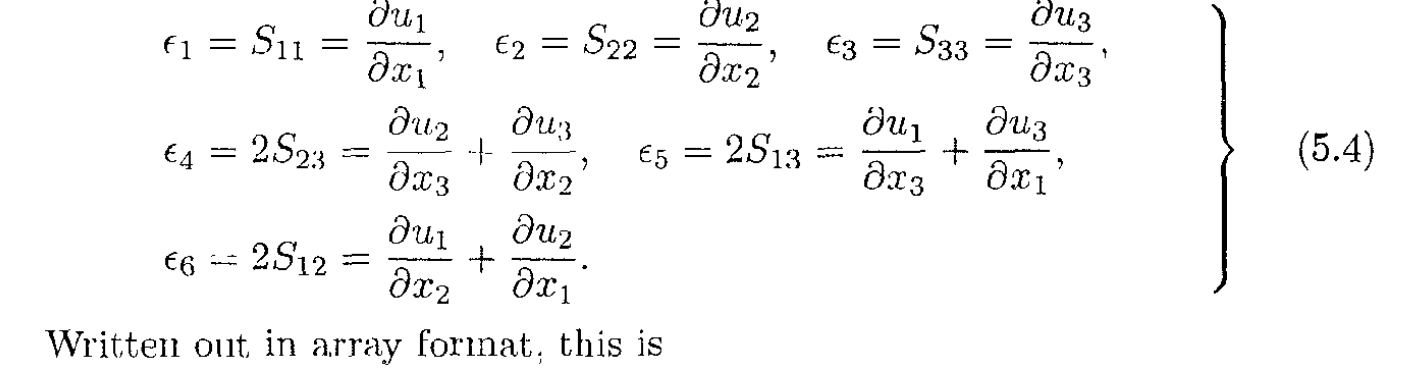 ϵ₁ = S₁₁ = ∂u₁/∂x₁, ϵ₂ = S₂₂ = ∂u₂/∂x₂, ϵ₃ = S₃₃ = ∂u₃/∂x₃,
ϵ₄ = 2S₂₃ = ∂u₂/∂x₃ + ∂u₃/∂x₂, ϵ₅ = 2S₁₃ = ∂u₁/∂x₃ + ∂u₃/∂x₁, } (5.4)
ϵ₆ = 2S₁₂ = ∂u₁/∂x₂ + ∂u₂/∂x₁.
Written out in array format, this is